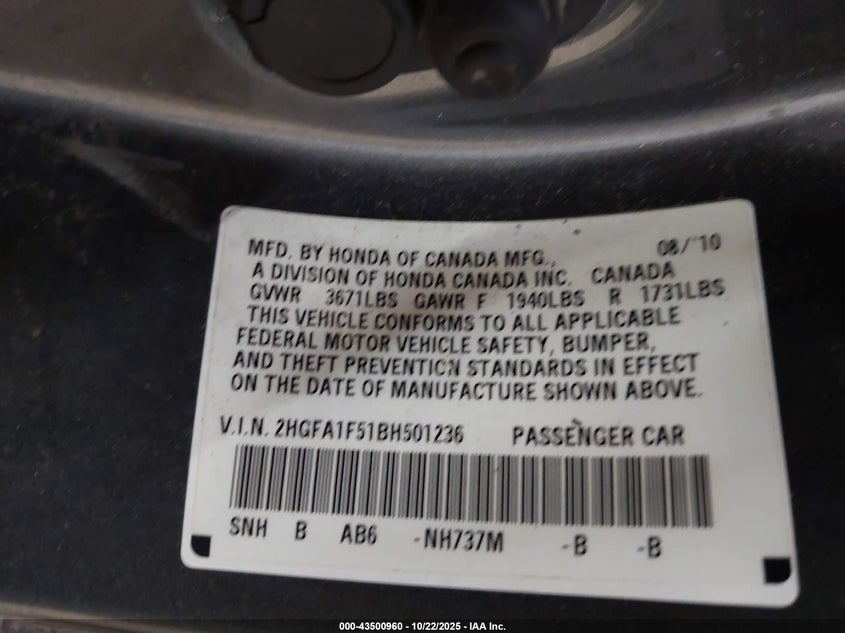 MFD. BY HONDA OF CANADA MFG., 08/'10
A DIVISION OF HONDA CANADA INC. CANADA
GVWR 3671LBS GAWR F 1940LBS R 1731LBS
THIS VEHICLE CONFORMS TO ALL APPLICABLE
FEDERAL MOTOR VEHICLE SAFETY, BUMPER,
AND THEFT PREVENTION STANDARDS IN EFFECT
ON THE DATE OF MANUFACTURE SHOWN ABOVE.
V.I.N. 2HGFA1F51BH501236 PASSENGER CAR
SNH B AB6 -NH737M -B -B
000-43500960 - 10/22/2025 - IAA Inc.